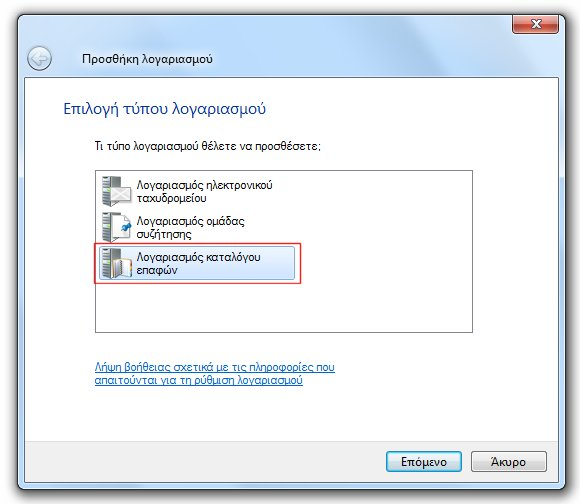 Προσθήκη λογαριασμού
Επιλογή τύπου λογαριασμού
Τι τύπο λογαριασμού θέλετε να προσθέσετε;
Λογαριασμός ηλεκτρονικού
ταχυδρομείου
Λογαριασμός ομάδας
συζήτησης
Λογαριασμός καταλόγου
επαφών
Λήψη βοήθειας σχετικά με τις πληροφορίες που
απαιτούνται για τη ρύθμιση λογαριασμού
Επόμενο
Άκυρο